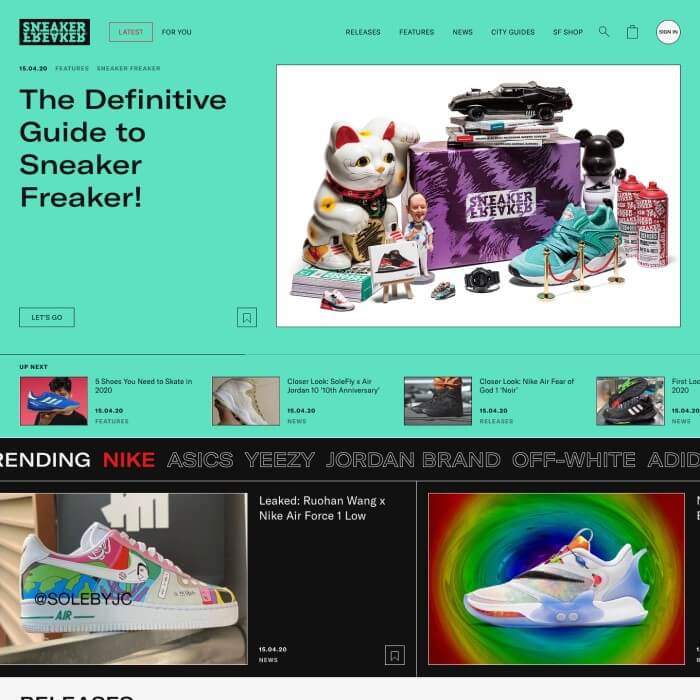 SNEAKER
FREAKER
LATEST
FOR YOU
RELEASES
FEATURES
NEWS
CITY GUIDES
SF SHOP
SIGN IN
15.04.20 FEATURES SNEAKER FREAKER
The Definitive
Guide to
Sneaker
Freaker!
LET'S GO
SNEAKER
FREAKER
UP NEXT
5 Shoes You Need to Skate in
2020
15.04.20
FEATURES
Closer Look: SoleFly x Air
Jordan 10 '10th Anniversary'
15.04.20
NEWS
Closer Look: Nike Air Fear of
God 1 'Noir'
15.04.20
RELEASES
First Loo
2020
15.04.20
NEWS
RENDING NIKE ASICS YEEZY JORDAN BRAND OFF-WHITE ADID
@SOLEBYJC
AIR
Leaked: Ruohan Wang x
Nike Air Force 1 Low
15.04.20
NEWS
RELEASES